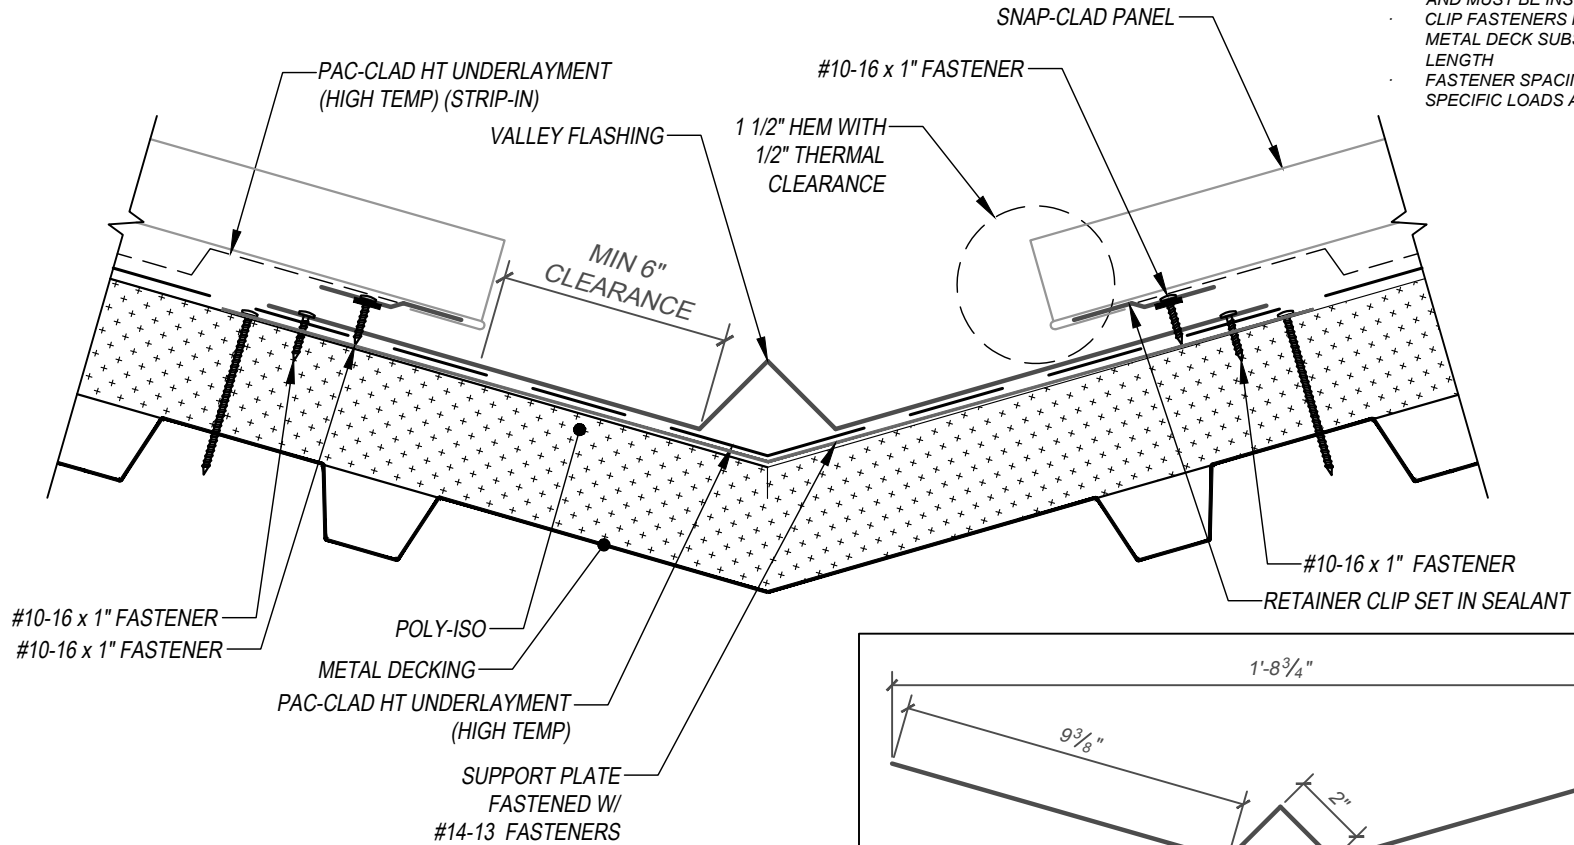 AND MUST BE INS
SNAP-CLAD PANEL
CLIP FASTENERS
METAL DECK SUBS
LENGTH
FASTENER SPACIN
SPECIFIC LOADS A
PAC-CLAD HT UNDERLAYMENT
(HIGH TEMP) (STRIP-IN)
#10-16 x 1" FASTENER
VALLEY FLASHING
1 1/2" HEM WITH
1/2" THERMAL
CLEARANCE
MIN 6"
CLEARANCE
#10-16 x 1" FASTENER
RETAINER CLIP SET IN SEALANT
#10-16 x 1" FASTENER
#10-16 x 1" FASTENER
POLY-ISO
METAL DECKING
PAC-CLAD HT UNDERLAYMENT
(HIGH TEMP)
SUPPORT PLATE
FASTENED W/
#14-13 FASTENERS
1'-8 3/4"
9 3/8"
2"